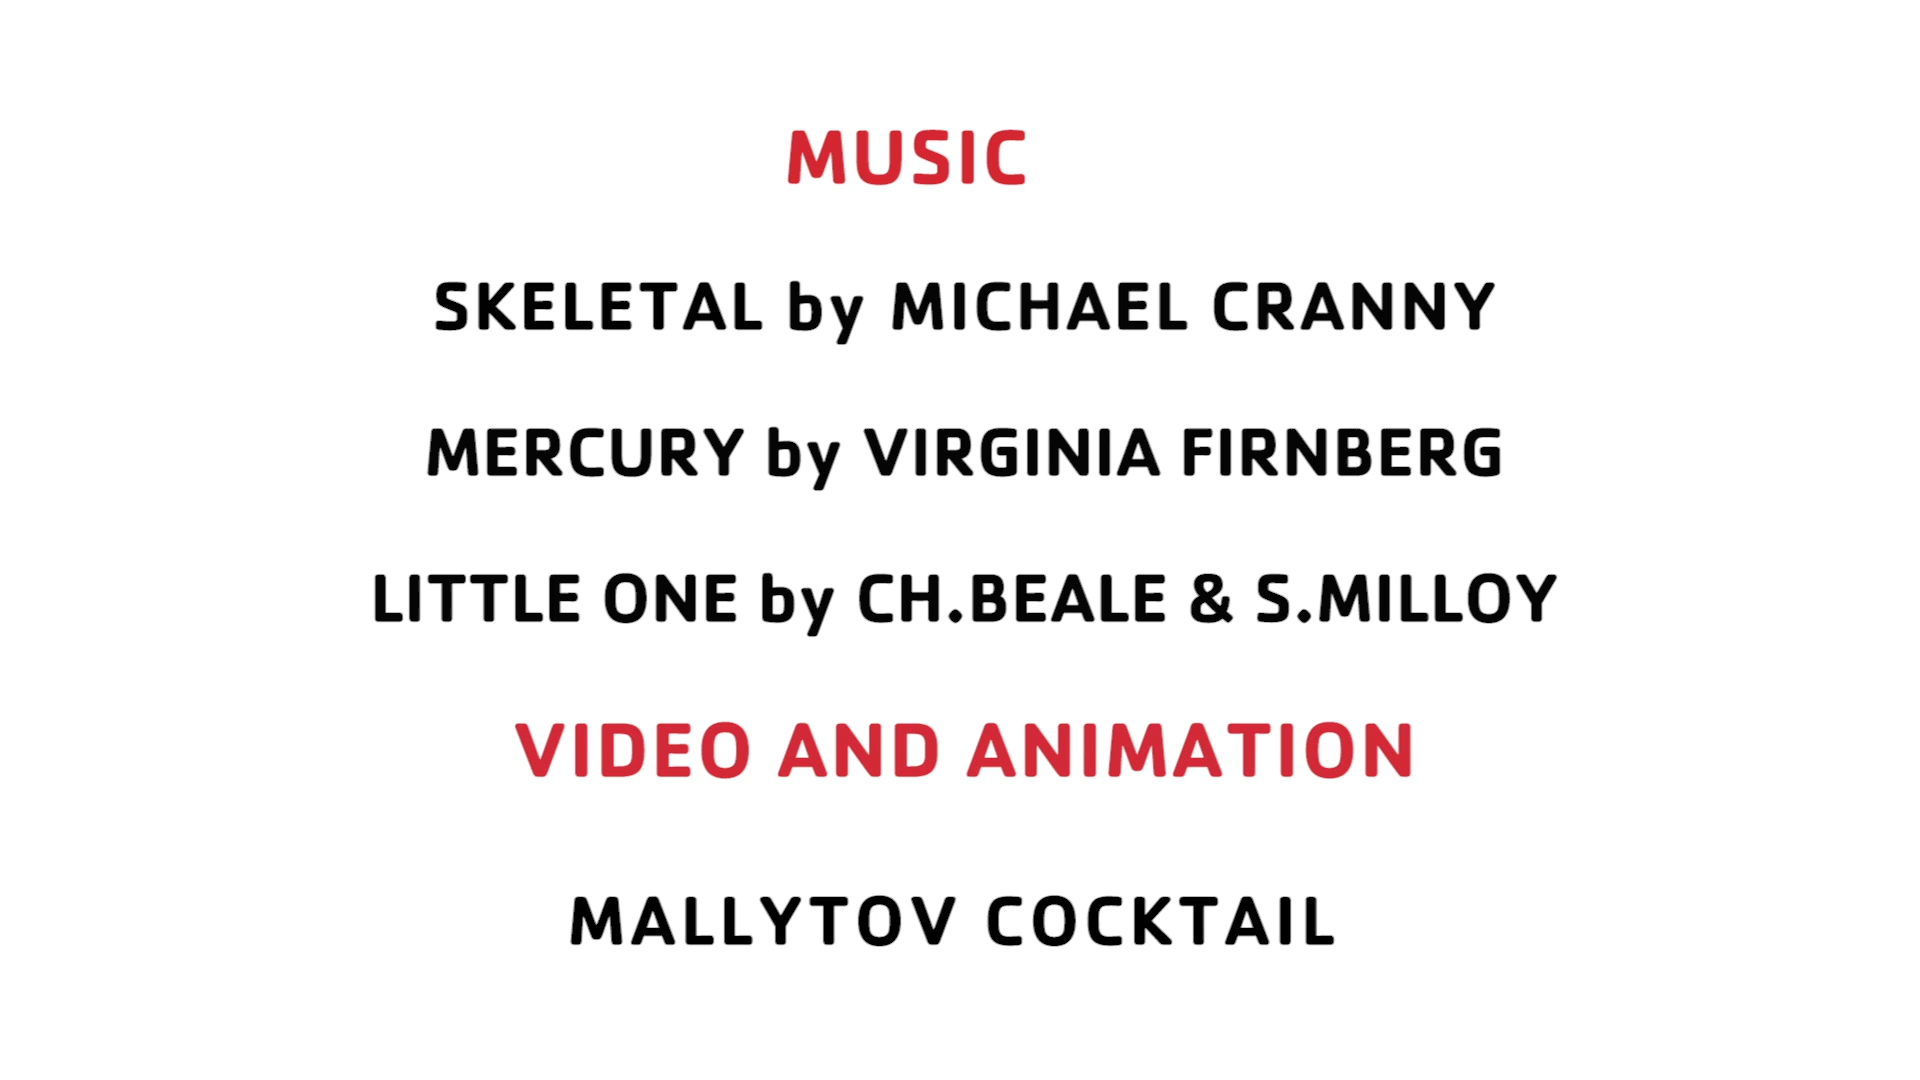 MUSIC
SKELETAL by MICHAEL CRANNY
MERCURY by VIRGINIA FIRNBERG
LITTLE ONE by CH.BEALE & S.MILLOY
VIDEO AND ANIMATION
MALLYTOV COCKTAIL